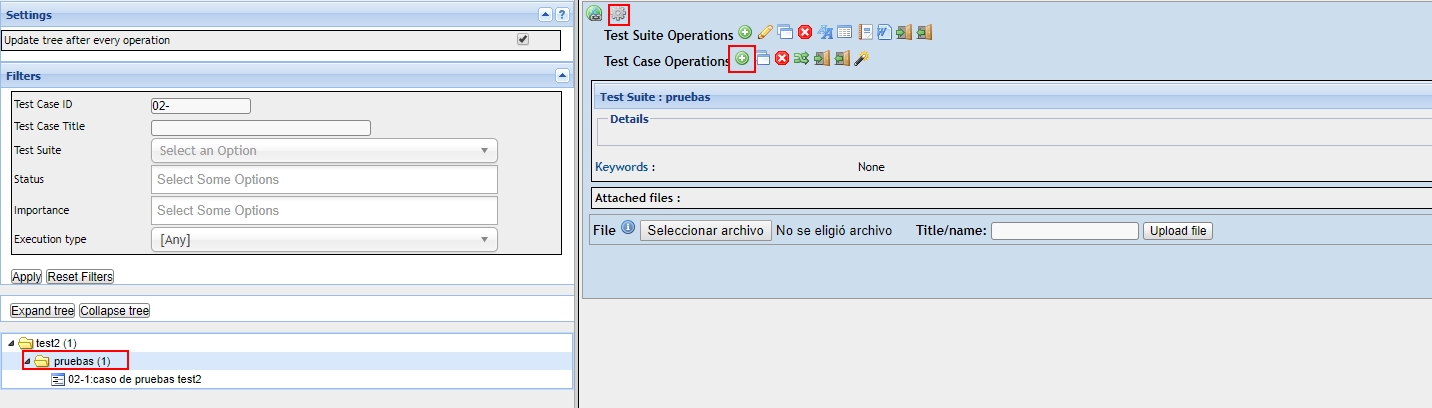 Settings
?
Update tree after every operation
Filters
Test Case ID 02-
Test Case Title
Test Suite Select an Option
Status Select Some Options
Importance Select Some Options
Execution type [Any]
Apply Reset Filters
Expand tree Collapse tree
test2 (1)
pruebas (1)
02-1:caso de pruebas test2
Test Suite Operations
Test Case Operations
Test Suite : pruebas
Details
Keywords : None
Attached files :
File Seleccionar archivo No se eligió archivo Title/name: Upload file